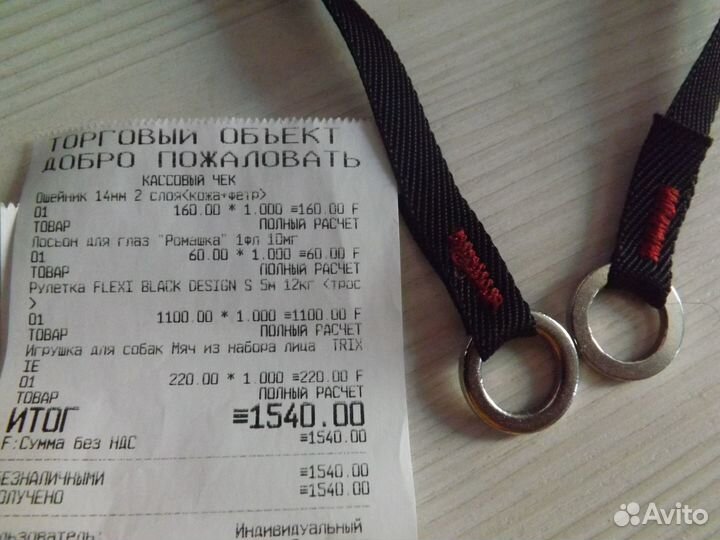 ТОРГОВЫЙ ОБЪЕКТ
ДОБРО ПОЖАЛОВАТЬ
КАССОВЫЙ ЧЕК
Ошейник 14мм 2 слоя<кожа+фетр>
01 160.00 * 1.000 ≡160.00 F
ТОВАР ПОЛНЫЙ РАСЧЕТ
Лосьон для глаз "Ромашка" 1фл 10мг
01 60.00 * 1.000 ≡60.00 F
ТОВАР ПОЛНЫЙ РАСЧЕТ
Рулетка FLEXI BLACK DESIGN S 5м 12кг <трос
>
01 1100.00 * 1.000 ≡1100.00 F
ТОВАР ПОЛНЫЙ РАСЧЕТ
Игрушка для собак Мяч из набора лица TRIX
IE
01 220.00 * 1.000 ≡220.00 F
ТОВАР ПОЛНЫЙ РАСЧЕТ
ИТОГ ≡1540.00
F:Сумма без НДС ≡1540.00
БЕЗНАЛИЧНЫМИ ≡1540.00
ПОЛУЧЕНО ≡1540.00
Индивидуальный
Avito